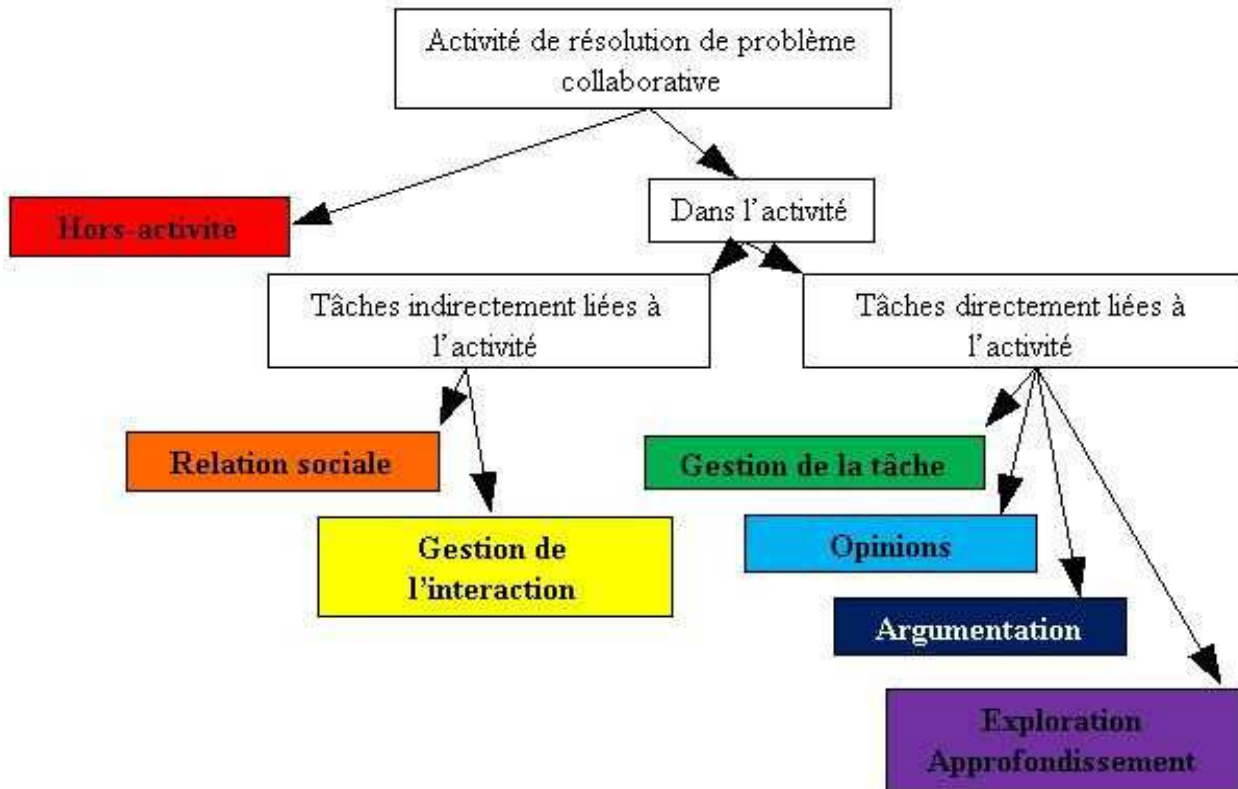 Activité de résolution de problème
collaborative
Hors-activité
Dans l'activité
Tâches indirectement liées à
l'activité
Tâches directement liées à
l'activité
Relation sociale
Gestion de la tâche
Gestion de
l'interaction
Opinions
Argumentation
Exploration
Approfondissement